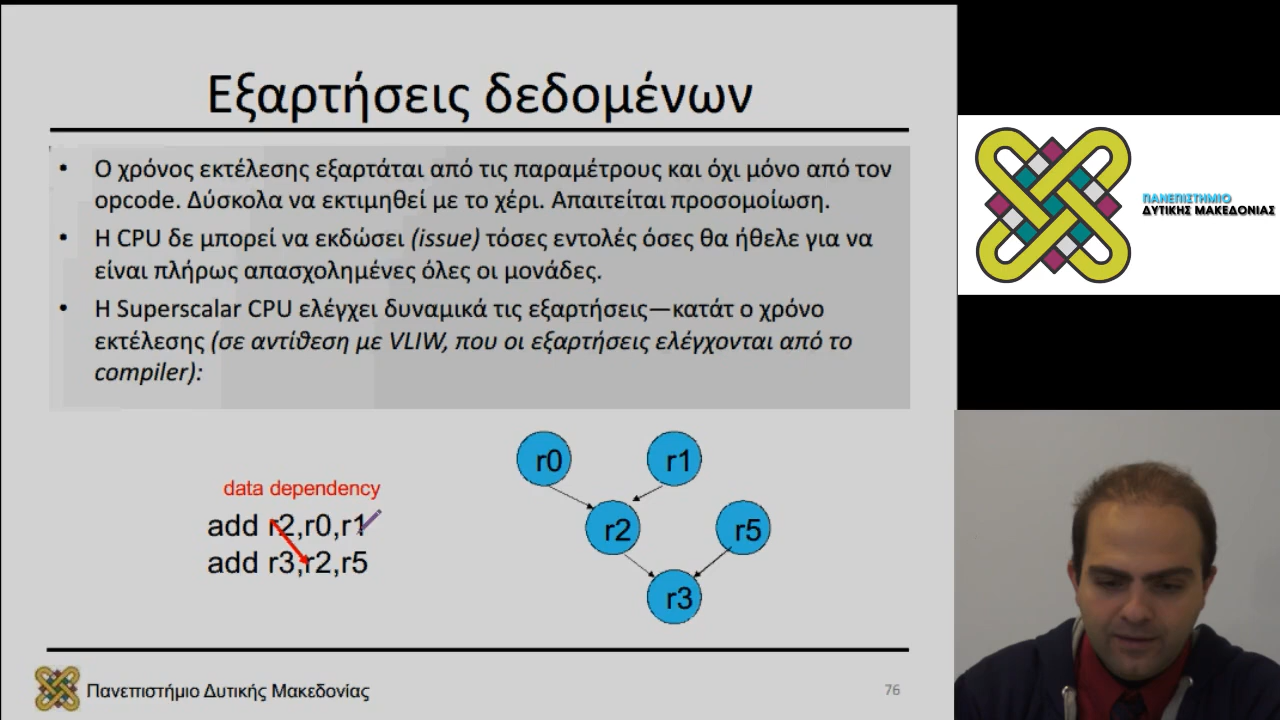 Εξαρτήσεις δεδομένων
• Ο χρόνος εκτέλεσης εξαρτάται από τις παραμέτρους και όχι μόνο από τον
opcode. Δύσκολα να εκτιμηθεί με το χέρι. Απαιτείται προσομοίωση.
• Η CPU δε μπορεί να εκδώσει (issue) τόσες εντολές όσες θα ήθελε για να
είναι πλήρως απασχολημένες όλες οι μονάδες.
• Η Superscalar CPU ελέγχει δυναμικά τις εξαρτήσεις—κατάτ ο χρόνο
εκτέλεσης (σε αντίθεση με VLIW, που οι εξαρτήσεις ελέγχονται από το
compiler):
data dependency
add r2,r0,r1
add r3,r2,r5
r0
r1
r2
r5
r3
Πανεπιστήμιο Δυτικής Μακεδονίας
76
ΠΑΝΕΠΙΣΤΗΜΙΟ
ΔΥΤΙΚΗΣ ΜΑΚΕΔΟΝΙΑΣ